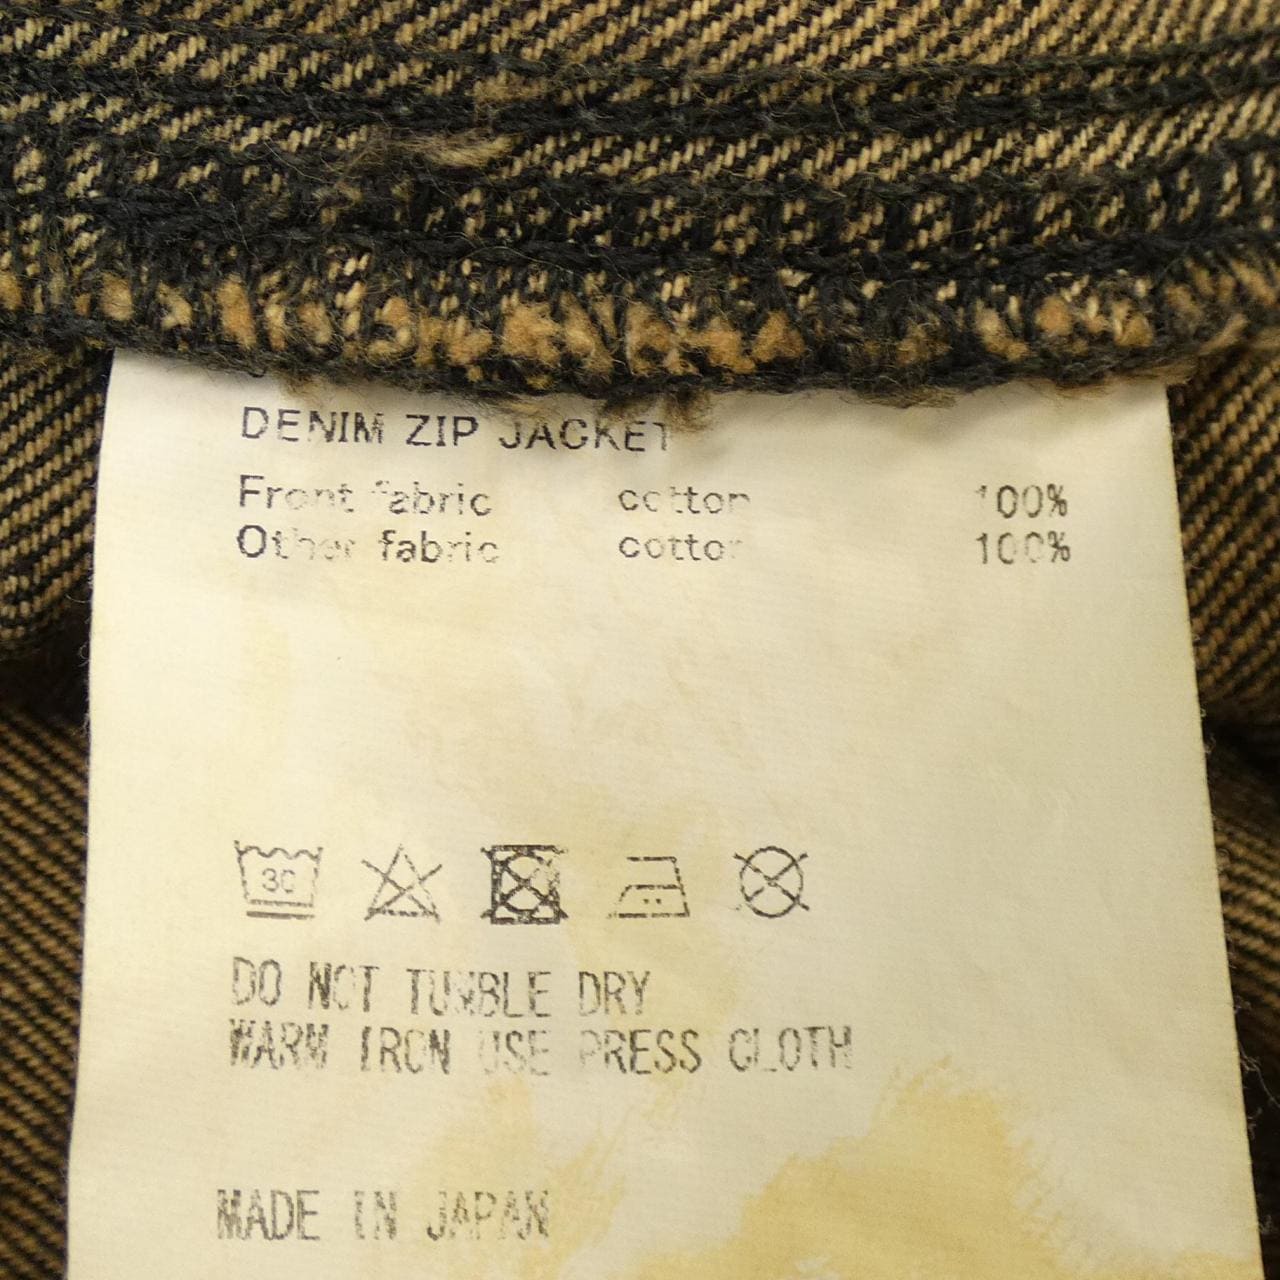 DENIM ZIP JACKET
Front fabric cotton 100%
Other fabric cotton 100%
30
DO NOT TUMBLE DRY
WARM IRON USE PRESS CLOTH
MADE IN JAPAN